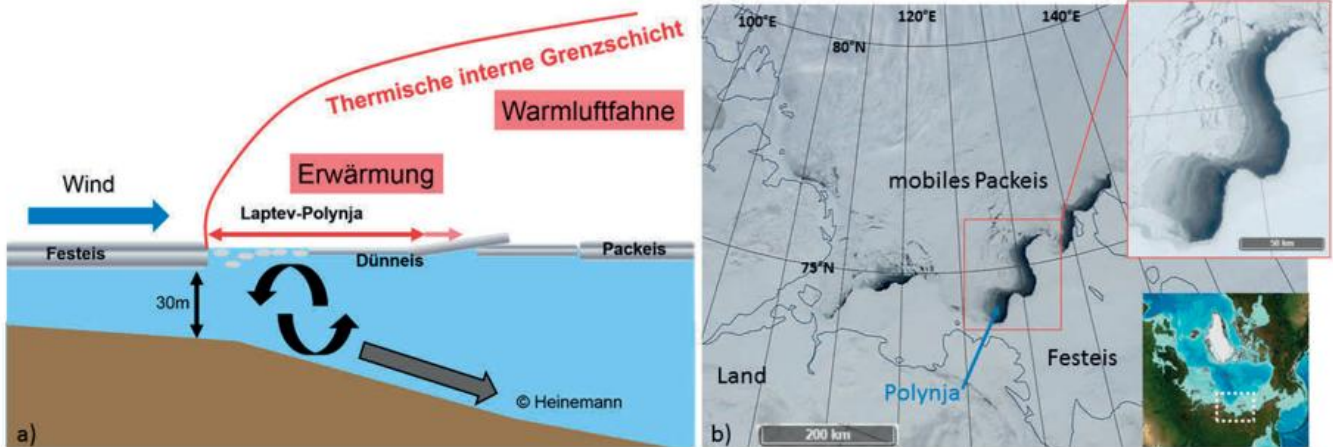 Thermische interne Grenzschicht
Warmluftfahne
Erwärmung
Wind
Laptev-Polynja
Festeis
Dünneis
Packeis
30m
© Heinemann
a)
100°E
120°E
140°E
80°N
mobiles Packeis
75°N
Land
Festeis
Polynja
200 km
b)
50 km